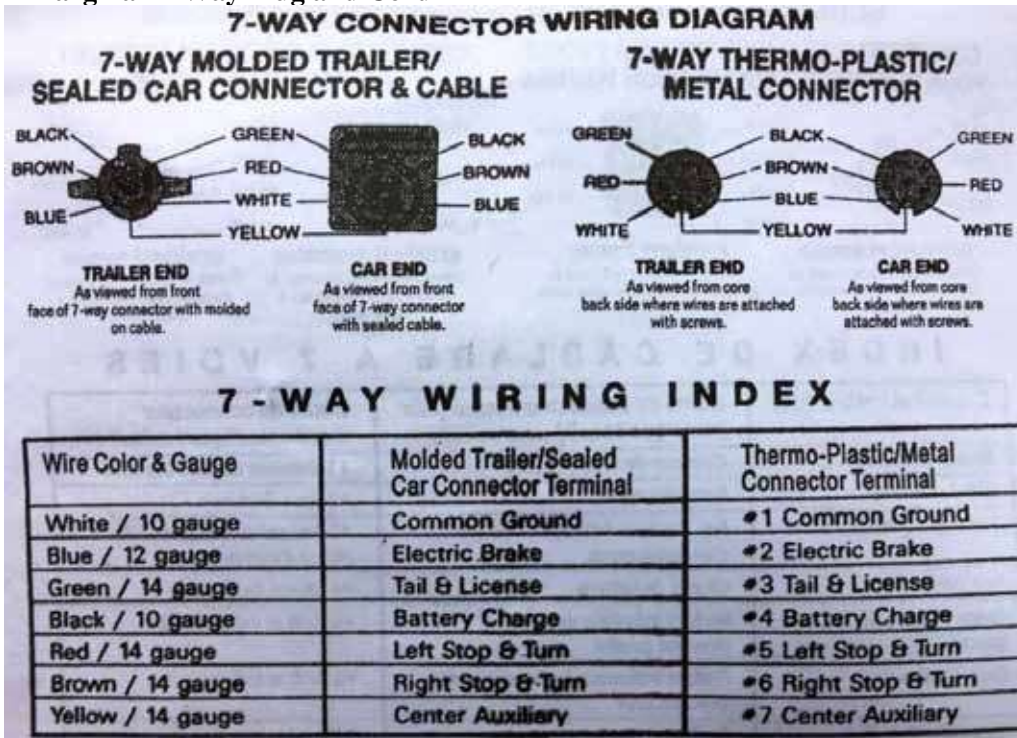 7-WAY CONNECTOR WIRING DIAGRAM
7-WAY MOLDED TRAILER/
SEALED CAR CONNECTOR & CABLE
BLACK
BROWN
BLUE
GREEN
RED
WHITE
YELLOW
BLACK
BROWN
BLUE
TRAILER END
As viewed from front
face of 7-way connector with molded
on cable.
CAR END
As viewed from front
face of 7-way connector
with sealed cable.
7-WAY THERMO-PLASTIC/
METAL CONNECTOR
GREEN
RED
WHITE
BLACK
BROWN
BLUE
YELLOW
GREEN
RED
WHITE
TRAILER END
As viewed from core
back side where wires are attached
with screws.
CAR END
As viewed from core
back side where wires are
attached with screws.
7-WAY WIRING INDEX
Wire Color & Gauge Molded Trailer/Sealed Car Connector Terminal Thermo-Plastic/Metal Connector Terminal
White / 10 gauge Common Ground #1 Common Ground
Blue / 12 gauge Electric Brake #2 Electric Brake
Green / 14 gauge Tail & License #3 Tail & License
Black / 10 gauge Battery Charge #4 Battery Charge
Red / 14 gauge Left Stop & Turn #5 Left Stop & Turn
Brown / 14 gauge Right Stop & Turn #6 Right Stop & Turn
Yellow / 14 gauge Center Auxiliary #7 Center Auxiliary